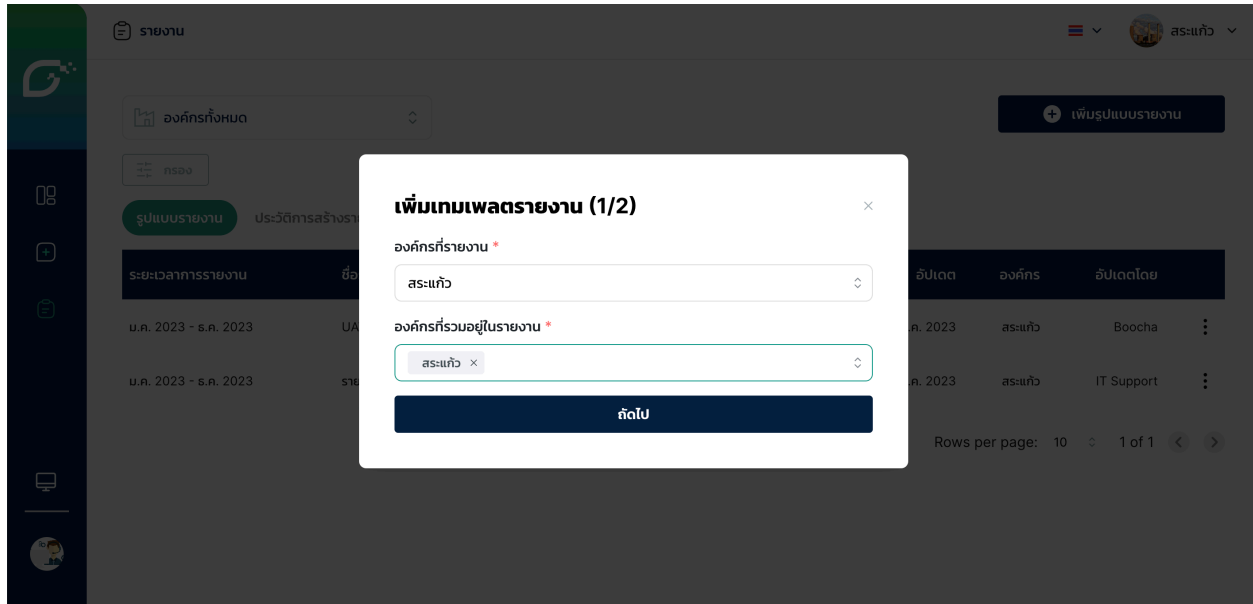 รายงาน
สระแก้ว
องค์กรทั้งหมด
เพิ่มรูปแบบรายงาน
กรอง
เพิ่มเทมเพลตรายงาน (1/2)
รูปแบบรายงาน ประวัติการสร้างรา
องค์กรที่รายงาน *
สระแก้ว
ระยะเวลาการรายงาน ชื่อ อัปเดต องค์กร อัปเดตโดย
องค์กรที่รวมอยู่ในรายงาน *
ม.ค. 2023 - ธ.ค. 2023 UA .ค. 2023 สระแก้ว Boocha
สระแก้ว ×
ม.ค. 2023 - ธ.ค. 2023 ราย .ค. 2023 สระแก้ว IT Support
ถัดไป
Rows per page: 10 1 of 1